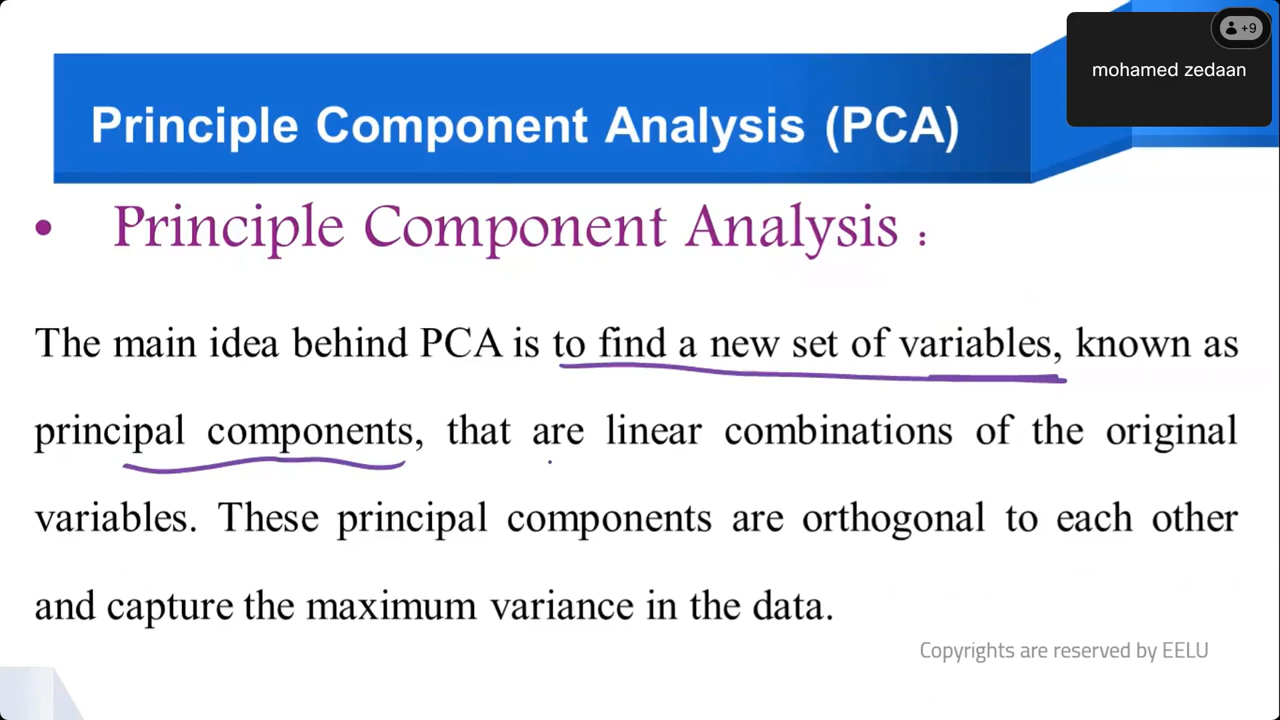 +9
mohamed zedaan
Principle Component Analysis (PCA)
• Principle Component Analysis :
The main idea behind PCA is to find a new set of variables, known as
principal components, that are linear combinations of the original
variables. These principal components are orthogonal to each other
and capture the maximum variance in the data.
Copyrights are reserved by EELU